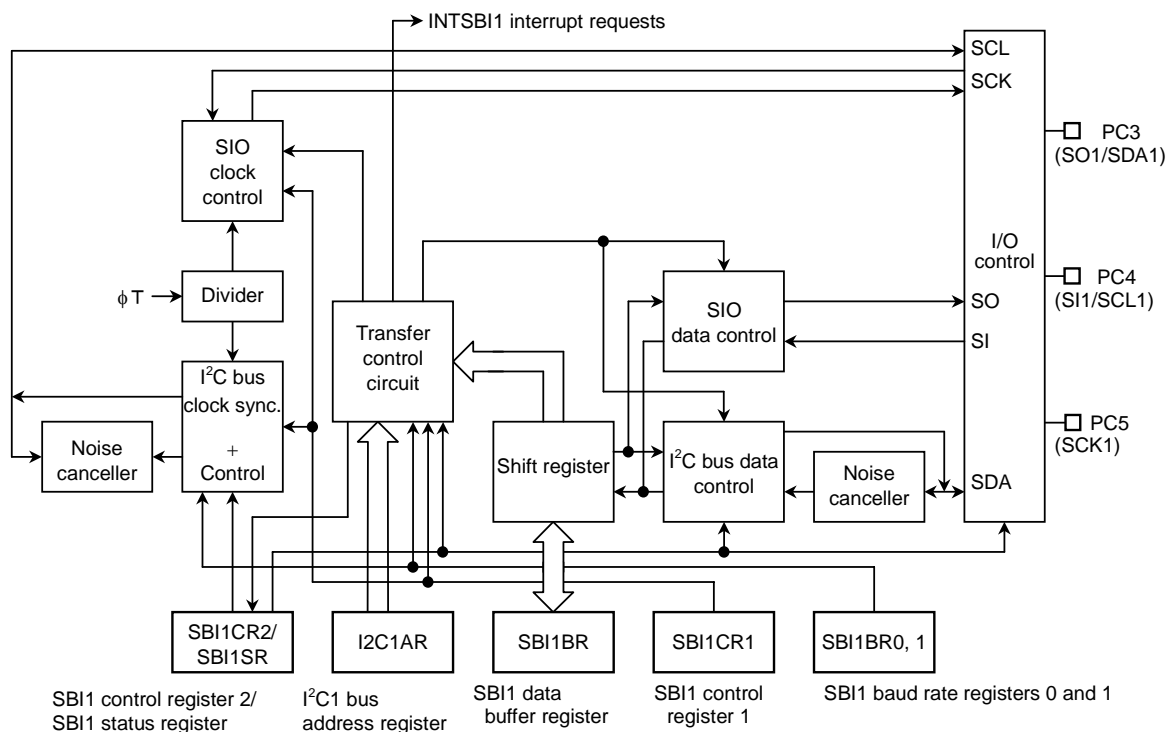 INTSBI1 interrupt requests
SCL
SCK
SIO
clock
control
PC3
(SO1/SDA1)
I/O
control
φT
Divider
PC4
(SI1/SCL1)
SIO
data control
SO
SI
Transfer
control
circuit
I²C bus
clock sync.
+
Control
Noise
canceller
PC5
(SCK1)
Shift register
I²C bus data
control
Noise
canceller
SDA
SBI1CR2/
SBI1SR
I2C1AR
SBI1BR
SBI1CR1
SBI1BR0, 1
SBI1 control register 2/
SBI1 status register
I²C1 bus
address register
SBI1 data
buffer register
SBI1 control
register 1
SBI1 baud rate registers 0 and 1